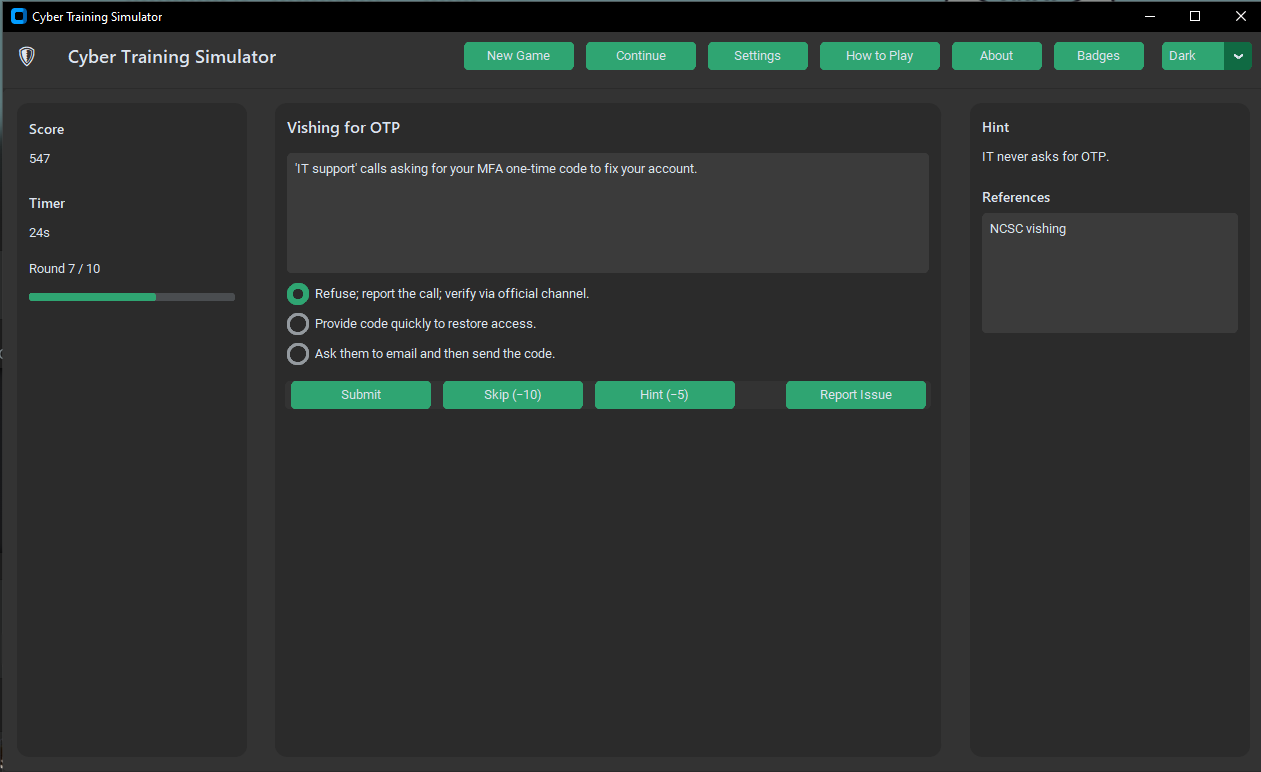 Cyber Training Simulator
Cyber Training Simulator
New Game
Continue
Settings
How to Play
About
Badges
Dark
Score
547
Timer
24s
Round 7 / 10
Vishing for OTP
'IT support' calls asking for your MFA one-time code to fix your account.
Refuse; report the call; verify via official channel.
Provide code quickly to restore access.
Ask them to email and then send the code.
Submit
Skip (−10)
Hint (−5)
Report Issue
Hint
IT never asks for OTP.
References
NCSC vishing